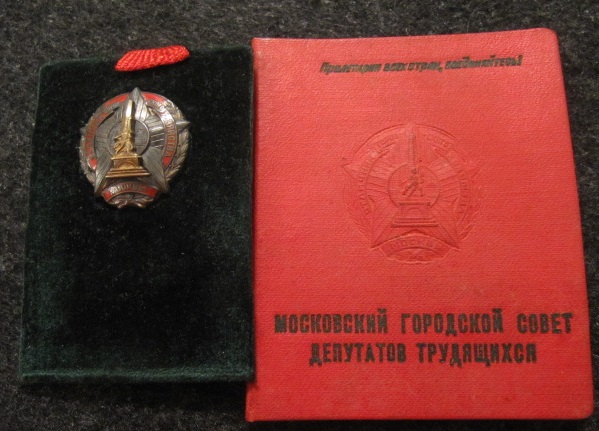 Пролетарии всех стран, соединяйтесь!
МОСКОВСКИЙ ГОРОДСКОЙ СОВЕТ
ДЕПУТАТОВ ТРУДЯЩИХСЯ